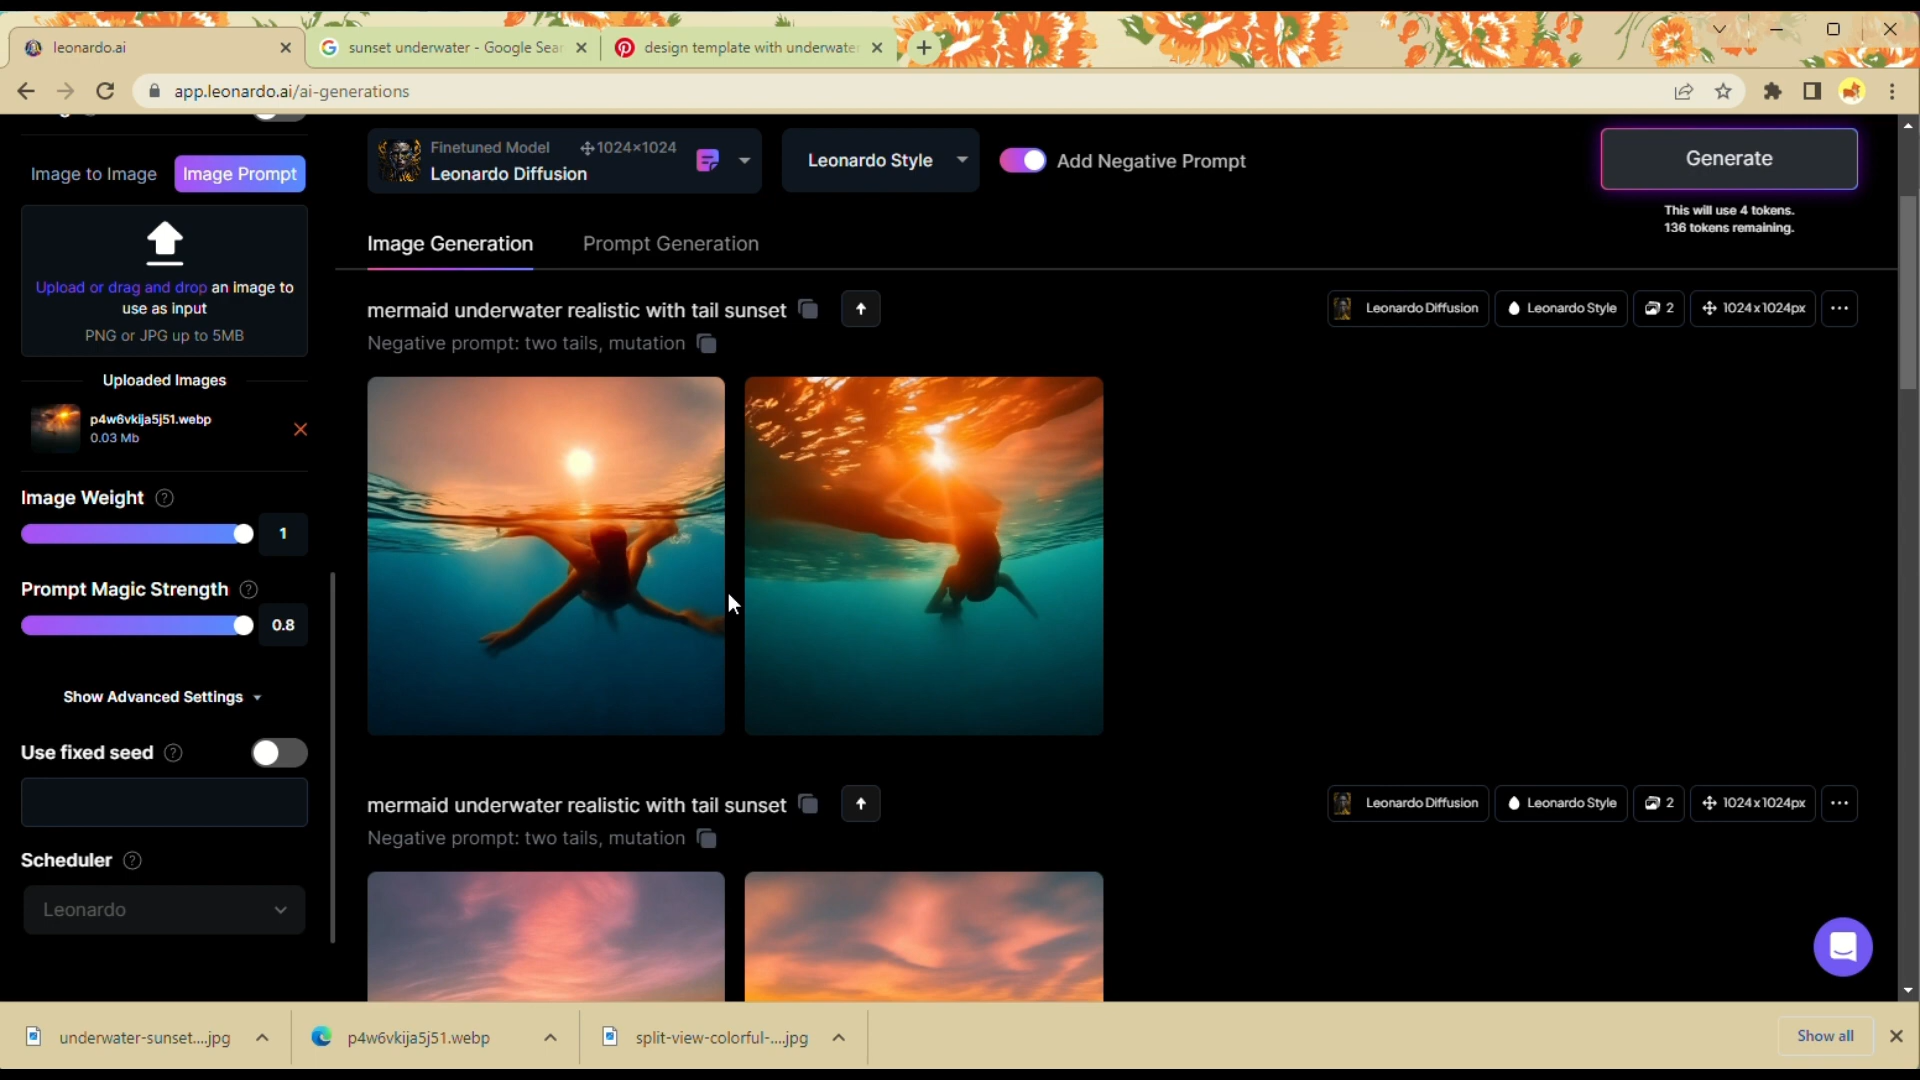 leonardo.ai
sunset underwater - Google Sear
design template with underwater
app.leonardo.ai/ai-generations
Image to Image
Image Prompt
Upload or drag and drop an image to
use as input
PNG or JPG up to 5MB
Uploaded Images
p4w6vkija5j51.webp
0.03 Mb
Image Weight
1
Prompt Magic Strength
0.8
Show Advanced Settings
Use fixed seed
Scheduler
Leonardo
Finetuned Model
1024×1024
Leonardo Diffusion
Leonardo Style
Add Negative Prompt
Generate
This will use 4 tokens.
136 tokens remaining.
Image Generation
Prompt Generation
mermaid underwater realistic with tail sunset
Negative prompt: two tails, mutation
Leonardo Diffusion
Leonardo Style
2
1024x1024px
mermaid underwater realistic with tail sunset
Negative prompt: two tails, mutation
Leonardo Diffusion
Leonardo Style
2
1024x1024px
underwater-sunset....jpg
p4w6vkija5j51.webp
split-view-colorful-....jpg
Show all